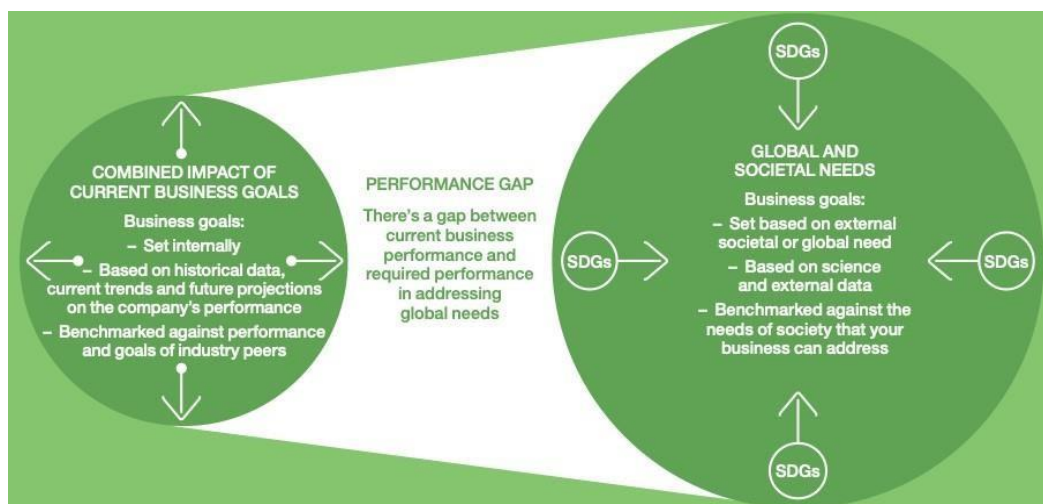 COMBINED IMPACT OF
CURRENT BUSINESS GOALS
Business goals:
– Set internally
– Based on historical data,
current trends and future projections
on the company's performance
– Benchmarked against performance
and goals of industry peers
PERFORMANCE GAP
There's a gap between
current business
performance and
required performance
in addressing
global needs
SDGs
GLOBAL AND
SOCIETAL NEEDS
Business goals:
– Set based on external
societal or global need
– Based on science
and external data
– Benchmarked against the
needs of society that your
business can address
SDGs
SDGs
SDGs